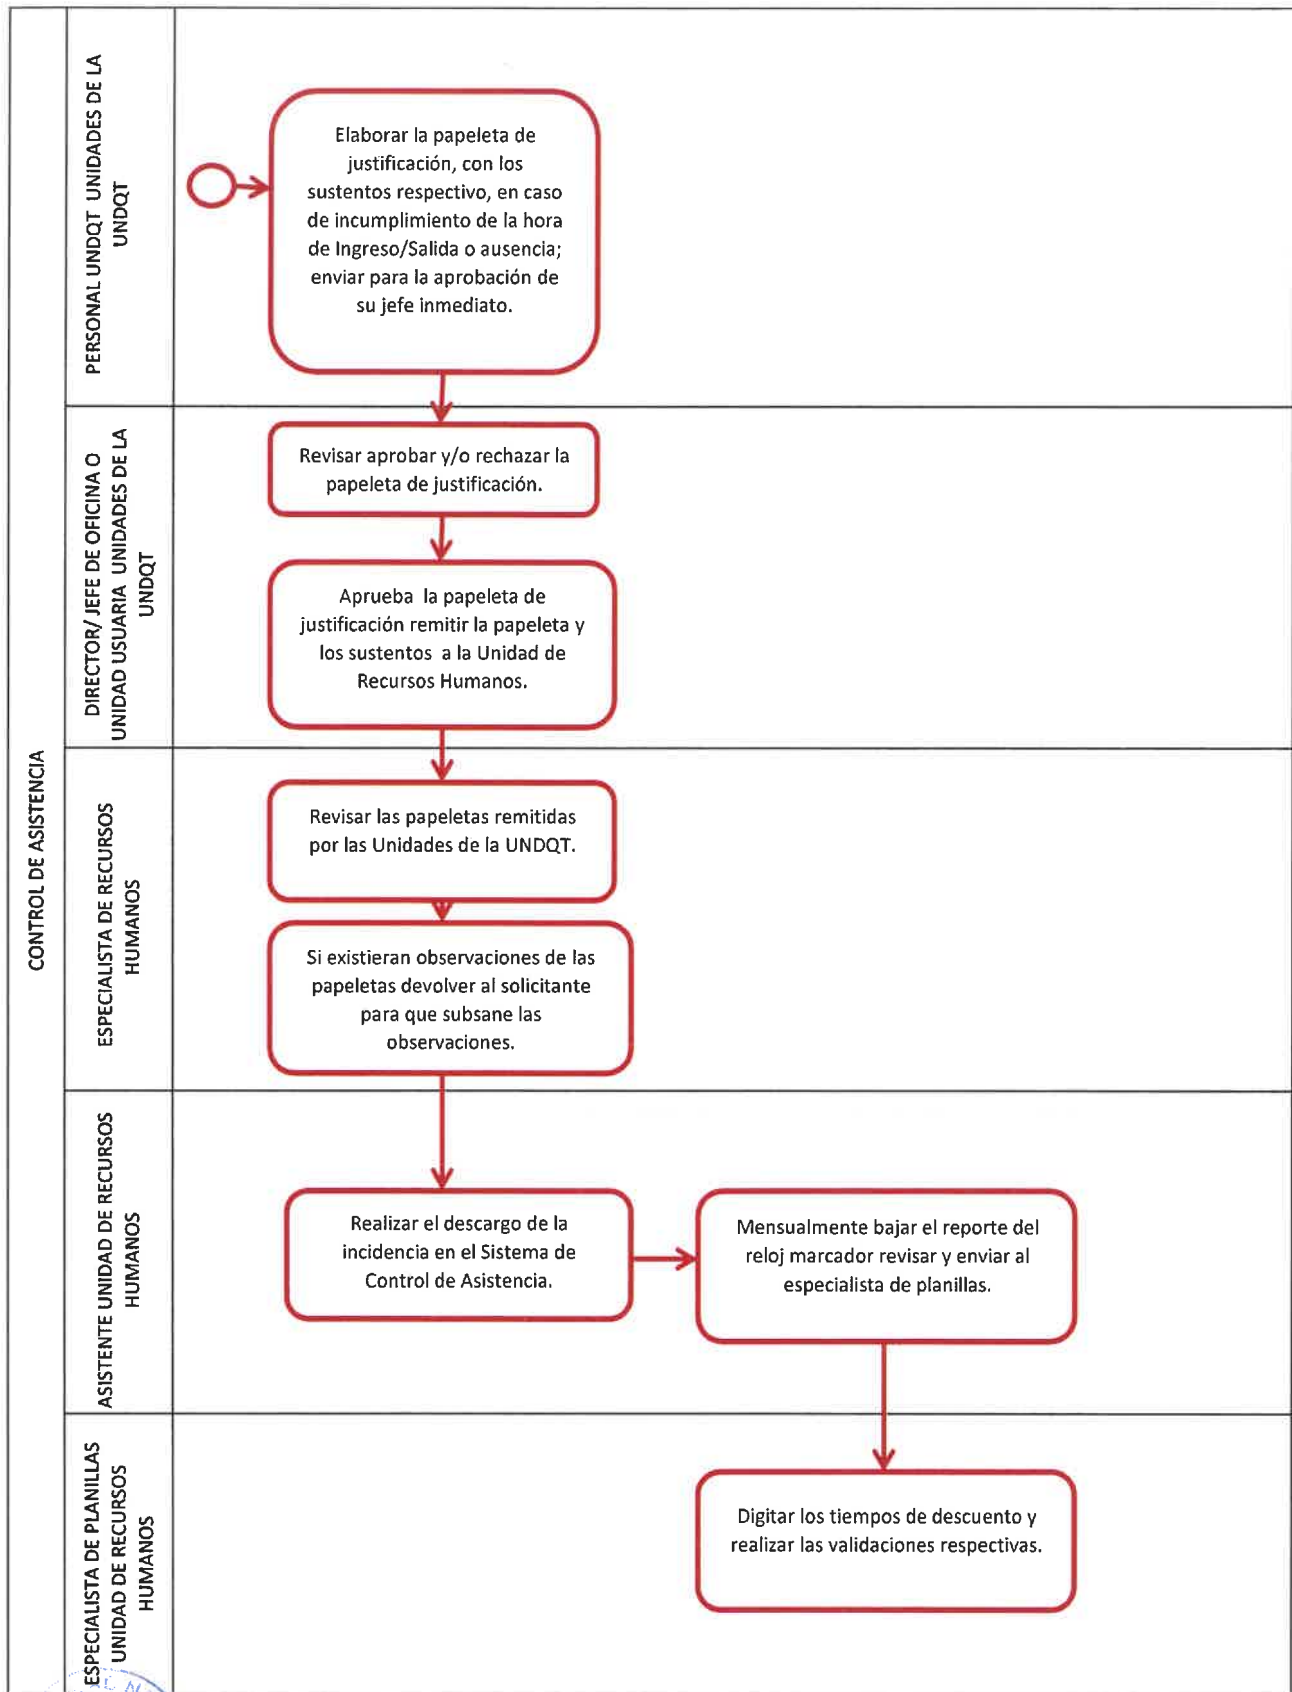 CONTROL DE ASISTENCIA
PERSONAL UNDQT UNIDADES DE LA
UNDQT
Elaborar la papeleta de
justificación, con los
sustentos respectivo, en caso
de incumplimiento de la hora
de Ingreso/Salida o ausencia;
enviar para la aprobación de
su jefe inmediato.
DIRECTOR/ JEFE DE OFICINA O
UNIDAD USUARIA UNIDADES DE LA
UNDQT
Revisar aprobar y/o rechazar la
papeleta de justificación.
Aprueba la papeleta de
justificación remitir la papeleta y
los sustentos a la Unidad de
Recursos Humanos.
ESPECIALISTA DE RECURSOS
HUMANOS
Revisar las papeletas remitidas
por las Unidades de la UNDQT.
Si existieran observaciones de las
papeletas devolver al solicitante
para que subsane las
observaciones.
ASISTENTE UNIDAD DE RECURSOS
HUMANOS
Realizar el descargo de la
incidencia en el Sistema de
Control de Asistencia.
Mensualmente bajar el reporte del
reloj marcador revisar y enviar al
especialista de planillas.
ESPECIALISTA DE PLANILLAS
UNIDAD DE RECURSOS
HUMANOS
Digitar los tiempos de descuento y
realizar las validaciones respectivas.